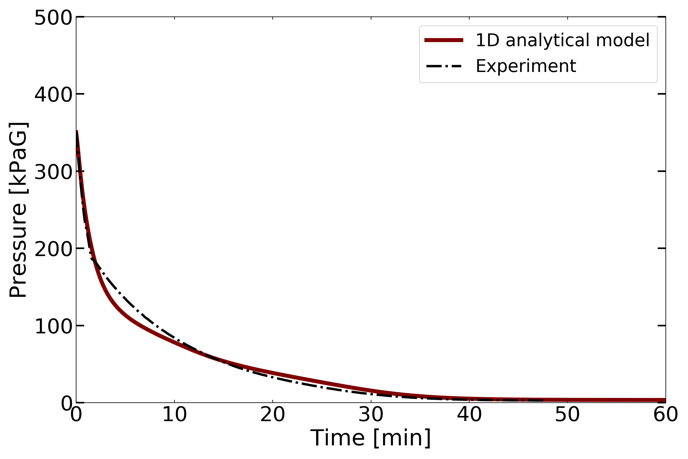 500
400
300
200
100
0
0 10 20 30 40 50 60
Pressure [kPaG]
Time [min]
1D analytical model
Experiment